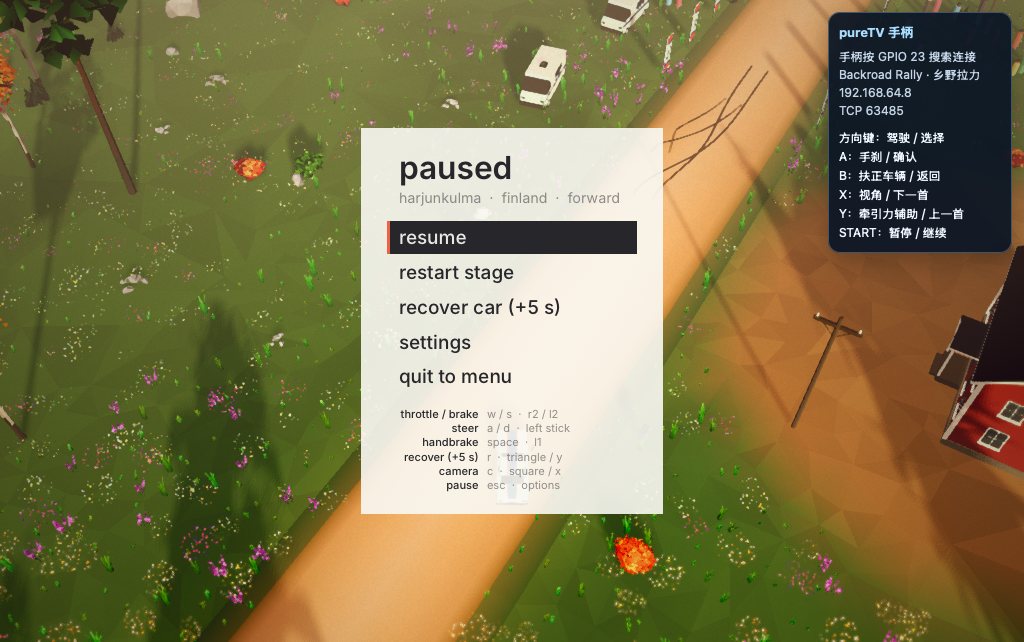 paused
harjunkulma · finland · forward
resume
restart stage
recover car (+5 s)
settings
quit to menu
throttle / brake w / s · r2 / l2
steer a / d · left stick
handbrake space · l1
recover (+5 s) r · triangle / y
camera c · square / x
pause esc · options
pureTV 手柄
手柄按 GPIO 23 搜索连接
Backroad Rally · 乡野拉力
192.168.64.8
TCP 63485
方向键：驾驶 / 选择
A：手刹 / 确认
B：扶正车辆 / 返回
X：视角 / 下一首
Y：牵引力辅助 / 上一首
START：暂停 / 继续